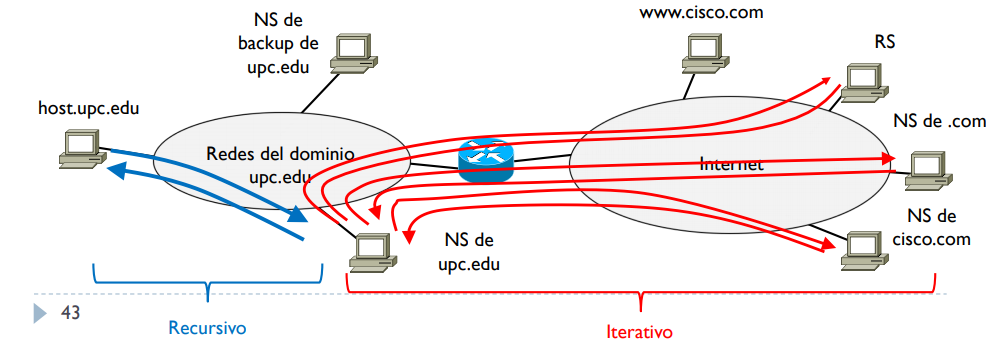 NS de
backup de
upc.edu
www.cisco.com
RS
host.upc.edu
NS de .com
Redes del dominio
upc.edu
Internet
NS de
upc.edu
NS de
cisco.com
43
Recursivo
Iterativo